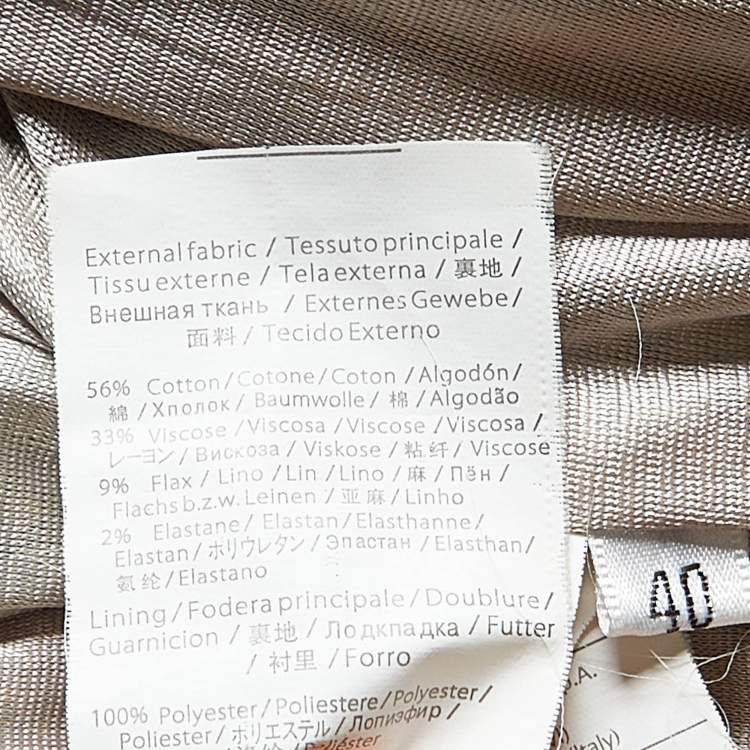 External fabric / Tessuto principale /
Tissu externe / Tela externa / 裏地 /
Внешная ткань / Externes Gewebe /
面料 / Tecido Externo
56% Cotton / Cotone / Coton / Algodón /
綿 / Хполок / Baumwolle / 棉 / Algodão
33% Viscose / Viscosa / Viscose / Viscosa /
レーヨン / Вискоза / Viskose / 粘纤 / Viscose
9% Flax / Lino / Lin / Lino / 麻 / Пён /
Flachs b.z.w. Leinen / 亚麻 / Linho
2% Elastane / Elastan / Elasthanne /
Elastan / ポリウレタン / Эпастан / Elasthan /
氨纶 / Elastano
Lining / Fodera principale / Doublure /
Guarnicion / 裏地 / Лодкпадка / Futter
/ 衬里 / Forro
100% Polyester / Poliestere / Polyester /
Poliester / ポリエステル / Лопиэфир /
Poliéster
40
.A.
Italy)